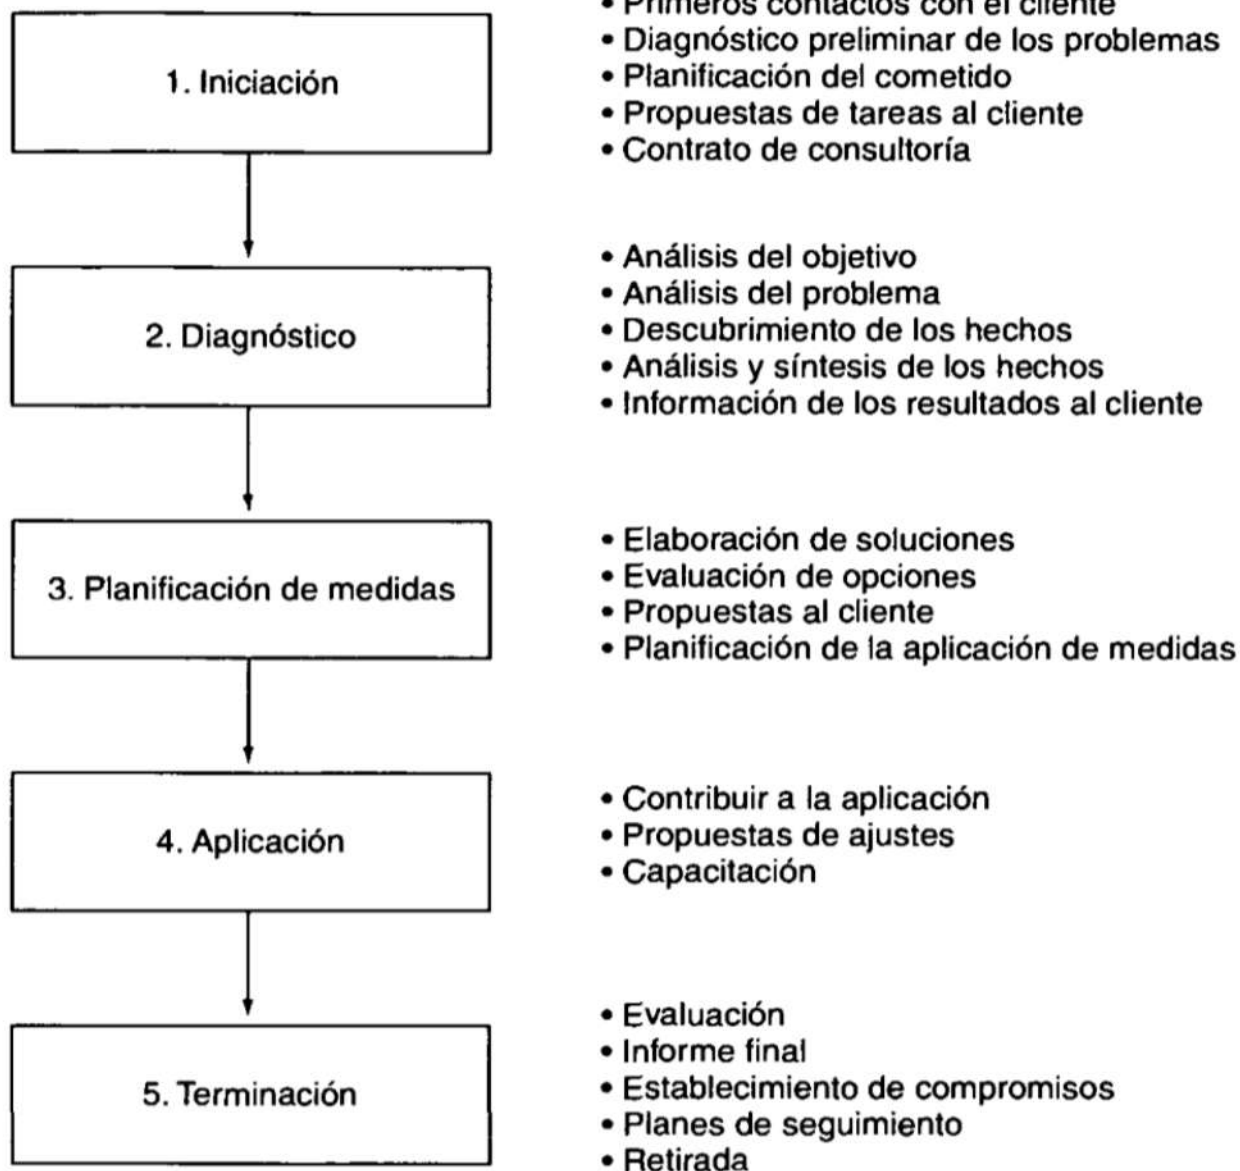 • Primeros contactos con el cliente
• Diagnóstico preliminar de los problemas
1. Iniciación
• Planificación del cometido
• Propuestas de tareas al cliente
• Contrato de consultoría
• Análisis del objetivo
• Análisis del problema
2. Diagnóstico
• Descubrimiento de los hechos
• Análisis y síntesis de los hechos
• Información de los resultados al cliente
• Elaboración de soluciones
• Evaluación de opciones
3. Planificación de medidas
• Propuestas al cliente
• Planificación de la aplicación de medidas
• Contribuir a la aplicación
• Propuestas de ajustes
4. Aplicación
• Capacitación
• Evaluación
• Informe final
• Establecimiento de compromisos
5. Terminación
• Planes de seguimiento
• Retirada